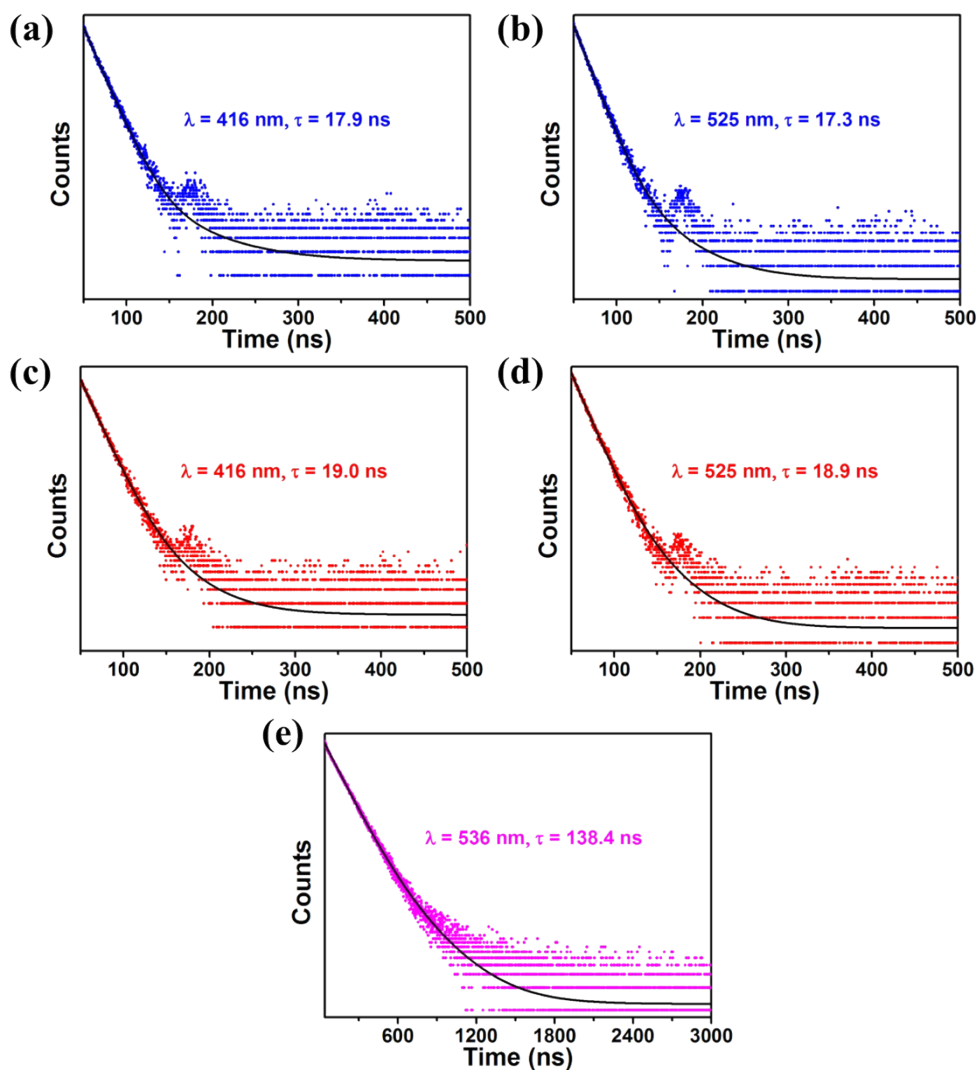 (a)
λ = 416 nm, τ = 17.9 ns
Counts
100 200 300 400 500
Time (ns)
(b)
λ = 525 nm, τ = 17.3 ns
Counts
100 200 300 400 500
Time (ns)
(c)
λ = 416 nm, τ = 19.0 ns
Counts
100 200 300 400 500
Time (ns)
(d)
λ = 525 nm, τ = 18.9 ns
Counts
100 200 300 400 500
Time (ns)
(e)
λ = 536 nm, τ = 138.4 ns
Counts
600 1200 1800 2400 3000
Time (ns)